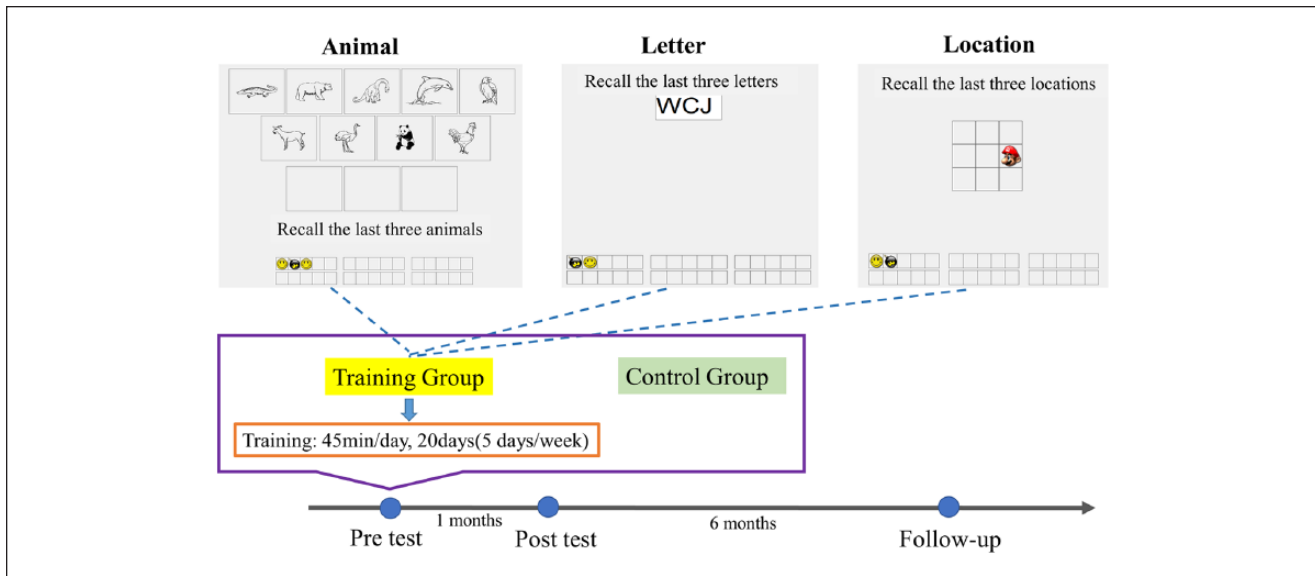 Animal
Letter
Location
Recall the last three animals
Recall the last three letters
WCJ
Recall the last three locations
Training Group
Control Group
Training: 45min/day, 20days(5 days/week)
1 months
6 months
Pre test
Post test
Follow-up